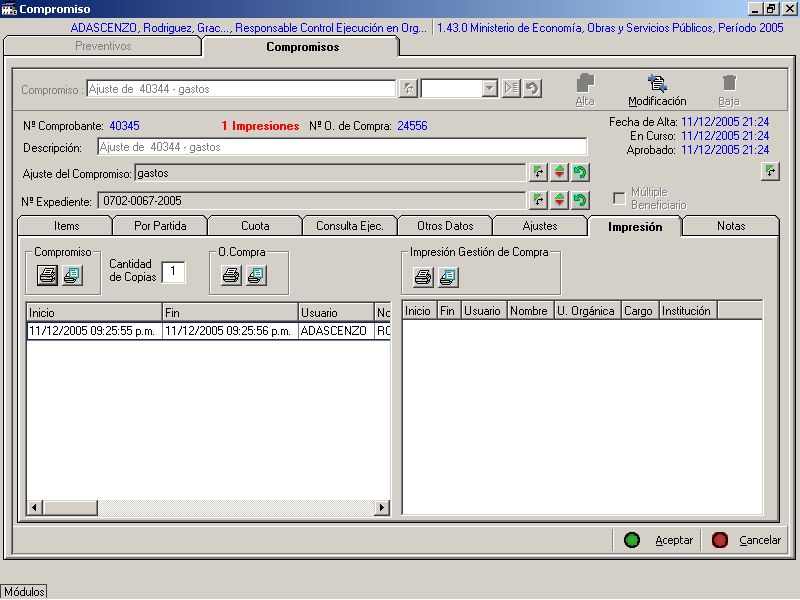 Compromiso
ADASCENZO, Rodriguez, Grac..., Responsable Control Ejecución en Org... 1.43.0 Ministerio de Economía, Obras y Servicios Públicos, Período 2005
Preventivos Compromisos
Compromiso : Ajuste de 40344 - gastos
Alta Modificación Baja
Nº Comprobante: 40345 1 Impresiones Nº O. de Compra: 24556
Fecha de Alta: 11/12/2005 21:24
En Curso: 11/12/2005 21:24
Aprobado: 11/12/2005 21:24
Descripción: Ajuste de 40344 - gastos
Ajuste del Compromiso: gastos
Nº Expediente: 0702-0067-2005
Múltiple
Beneficiario
Items Por Partida Cuota Consulta Ejec. Otros Datos Ajustes Impresión Notas
Compromiso
Cantidad
de Copias 1
O.Compra
Impresión Gestión de Compra
Inicio Fin Usuario No
11/12/2005 09:25:55 p.m. 11/12/2005 09:25:56 p.m. ADASCENZO RO
Inicio Fin Usuario Nombre U. Orgánica Cargo Institución
Aceptar Cancelar
Módulos